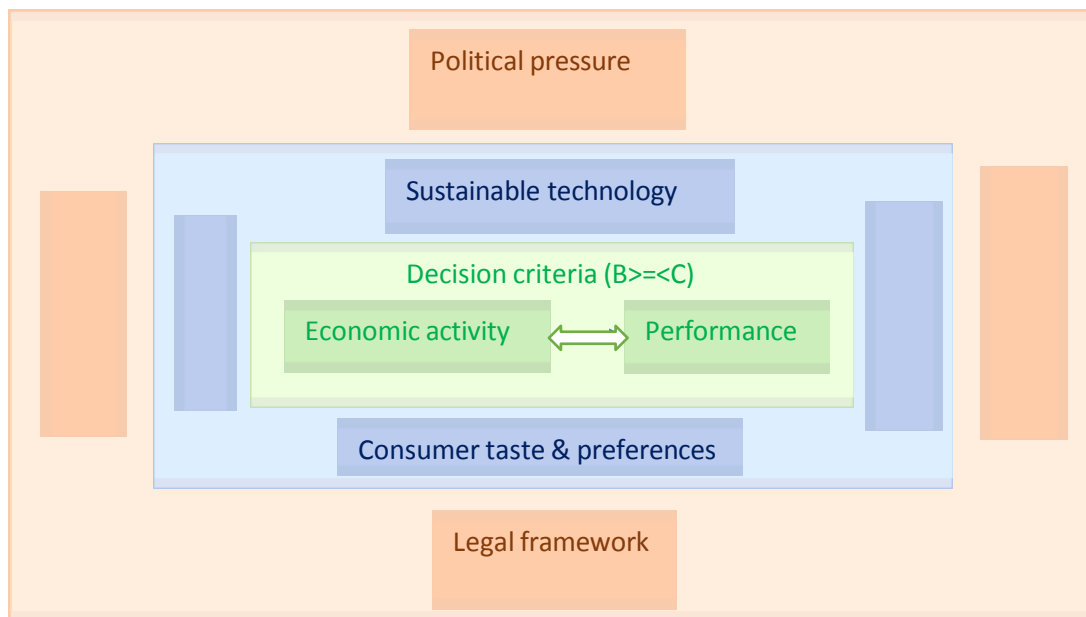 Political pressure
Sustainable technology
Decision criteria (B>=<C)
Economic activity
Performance
Consumer taste & preferences
Legal framework